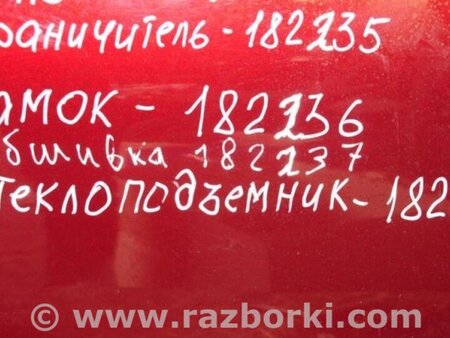 раничитель - 182235
амок - 182236
бшивка 182237
теклоподъемник - 182
© www.razborki.com